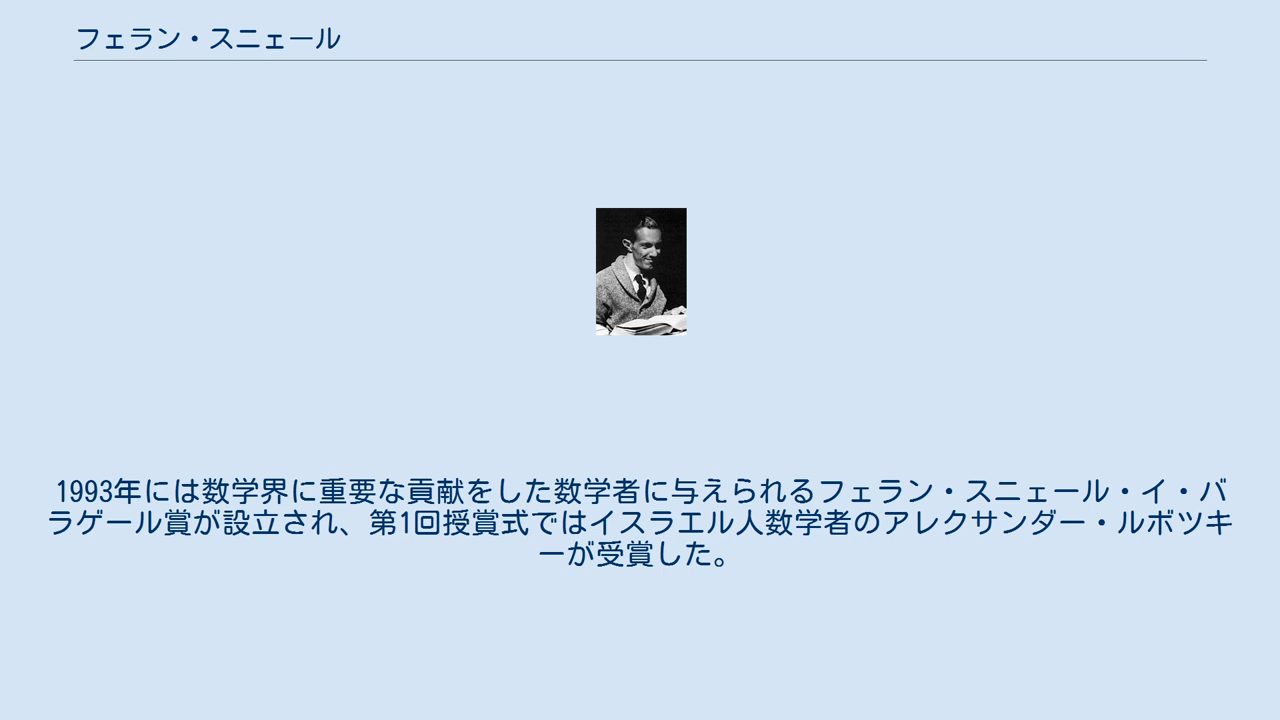 フェラン・スニェール
1993年には数学界に重要な貢献をした数学者に与えられるフェラン・スニェール・イ・バ
ラゲール賞が設立され、第1回授賞式ではイスラエル人数学者のアレクサンダー・ルボツキ
ーが受賞した。